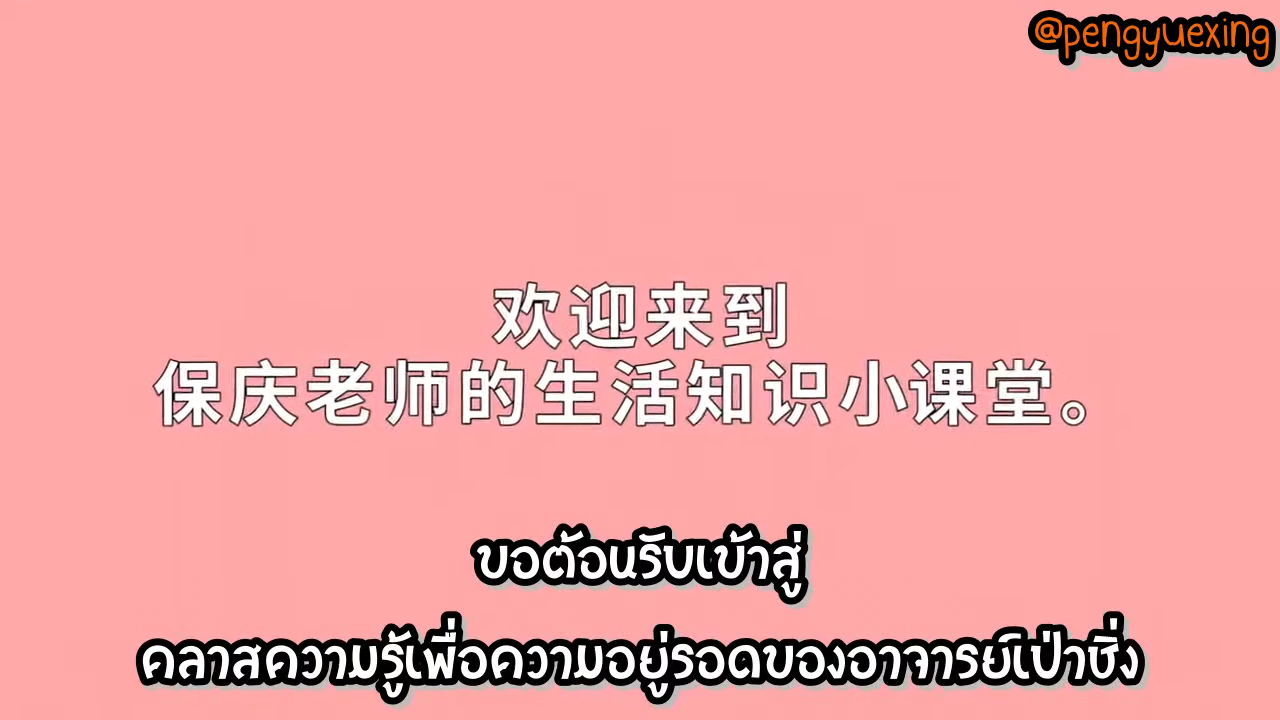 @pengyuexing
欢迎来到
保庆老师的生活知识小课堂。
ขอต้อนรับเข้าสู่
คลาสความรู้เพื่อความอยู่รอดของอาจารย์เป่าชิ่ง